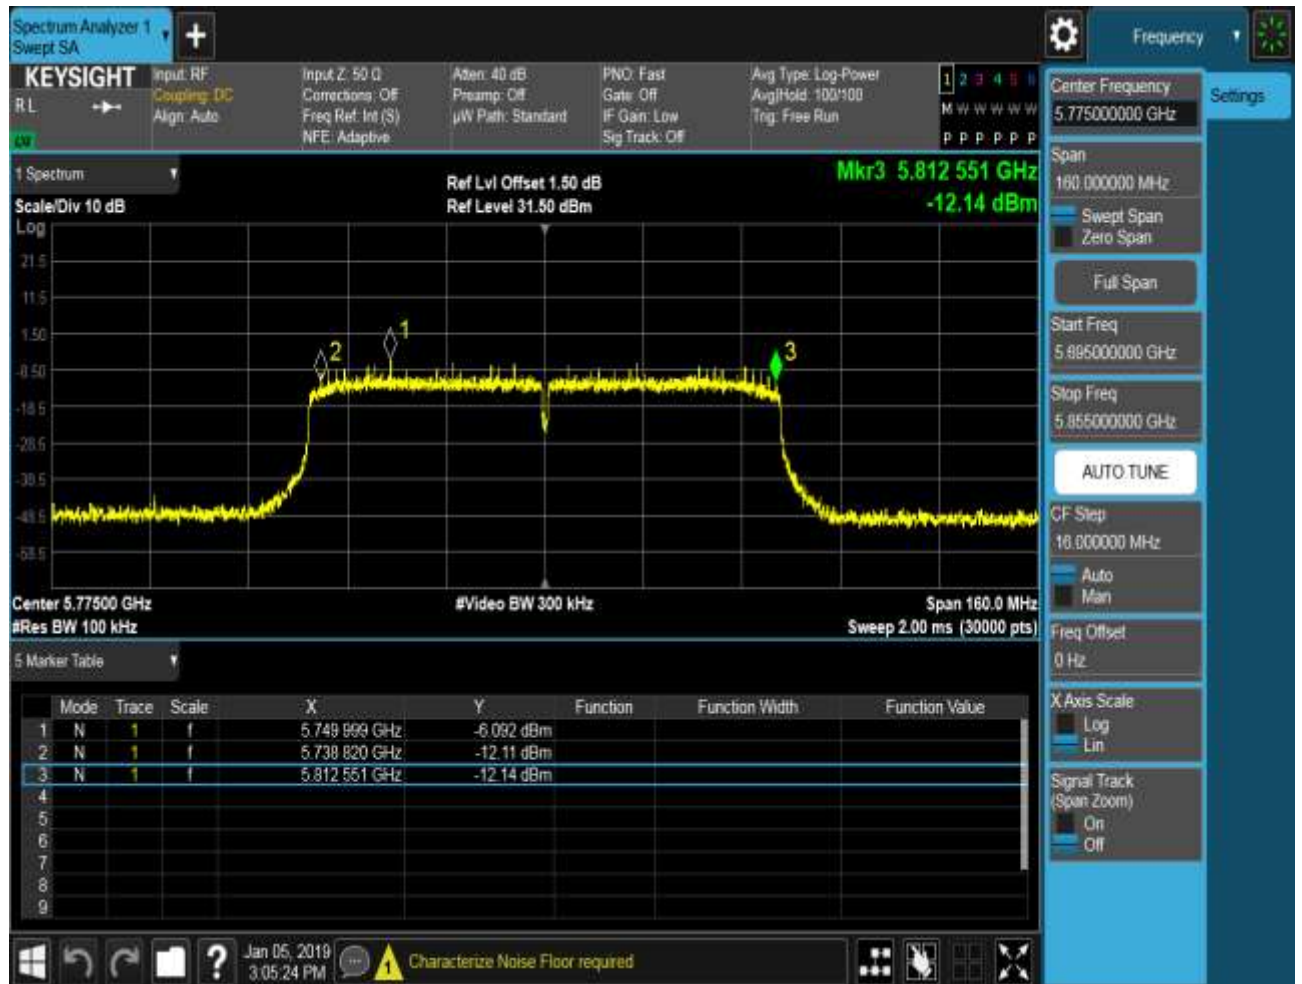 Spectrum Analyzer 1
Swept SA
Frequency
KEYSIGHT
RL
Input: RF
Coupling: DC
Align: Auto
Input Z: 50 Ω
Corrections: Off
Freq Ref: Int (S)
NFE: Adaptive
Atten: 40 dB
Preamp: Off
µW Path: Standard
PNO: Fast
Gate: Off
IF Gain: Low
Sig Track: Off
Avg Type: Log-Power
Avg|Hold: 100/100
Trig: Free Run
1 2 3 4 5 6
M W W W W W
P P P P P P
1 Spectrum
Scale/Div 10 dB
Ref Lvl Offset 1.50 dB
Ref Level 31.50 dBm
Mkr3 5.812 551 GHz
-12.14 dBm
Log
21.5
11.5
1.50
-8.50
-18.5
-28.5
-38.5
-48.5
-58.5
1
2
3
Center 5.77500 GHz
#Video BW 300 kHz
Span 160.0 MHz
#Res BW 100 kHz
Sweep 2.00 ms (30000 pts)
5 Marker Table
Mode Trace Scale X Y Function Function Width Function Value
1 N 1 f 5.749 999 GHz -6.092 dBm
2 N 1 f 5.738 820 GHz -12.11 dBm
3 N 1 f 5.812 551 GHz -12.14 dBm
4
5
6
7
8
9
Jan 05, 2019
3:05:24 PM
Characterize Noise Floor required
Center Frequency
5.775000000 GHz
Settings
Span
160.000000 MHz
Swept Span
Zero Span
Full Span
Start Freq
5.695000000 GHz
Stop Freq
5.855000000 GHz
AUTO TUNE
CF Step
16.000000 MHz
Auto
Man
Freq Offset
0 Hz
X Axis Scale
Log
Lin
Signal Track
(Span Zoom)
On
Off